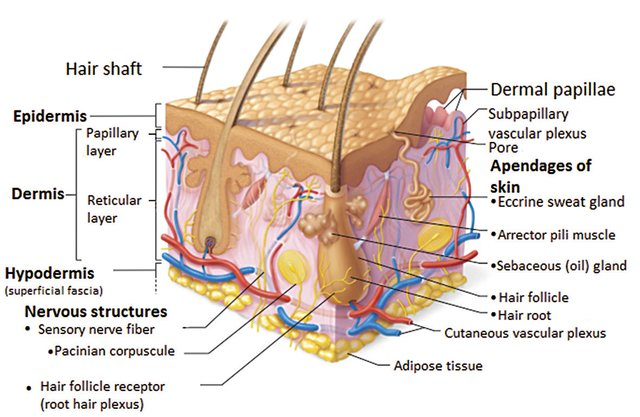 Hair shaft
Epidermis
Papillary
layer
Dermis
Reticular
layer
Hypodermis
(superficial fascia)
Nervous structures
• Sensory nerve fiber
•Pacinian corpuscule
• Hair follicle receptor
(root hair plexus)
Dermal papillae
Subpapillary
vascular plexus
Pore
Apendages of
skin
•Eccrine sweat gland
•Arrector pili muscle
•Sebaceous (oil) gland
•Hair follicle
•Hair root
Cutaneous vascular plexus
Adipose tissue